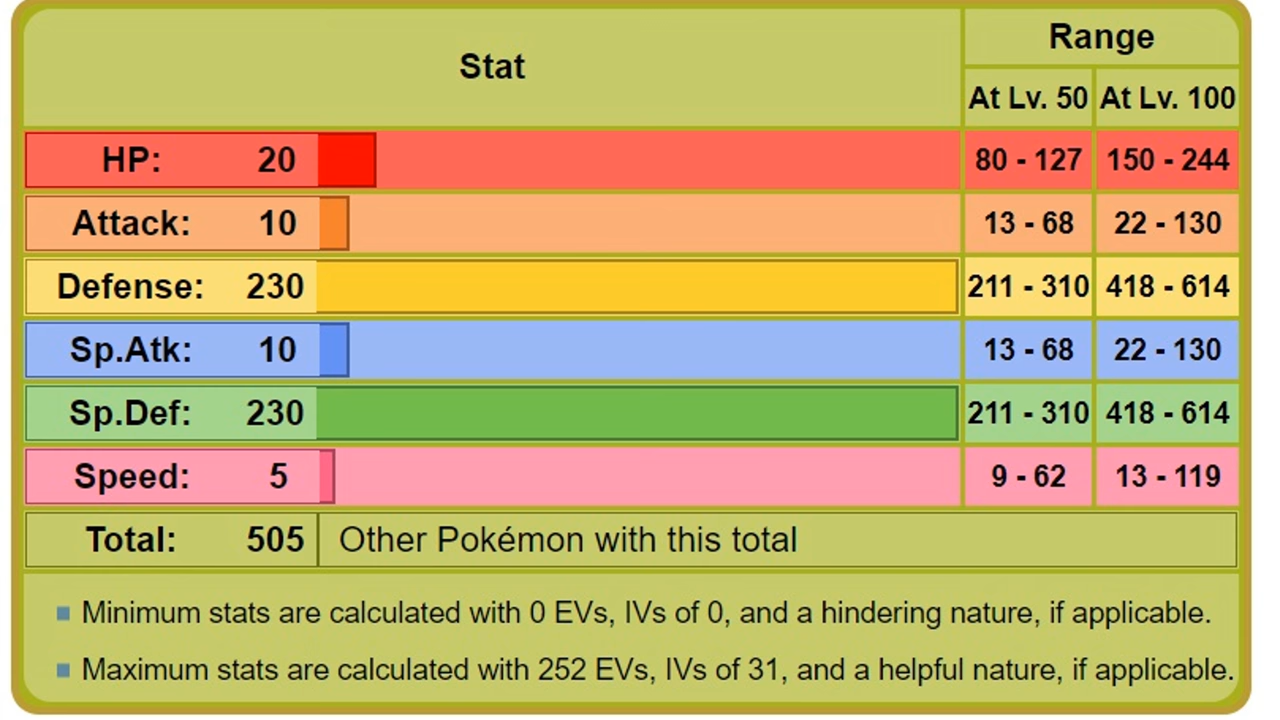 Stat Range
At Lv. 50 At Lv. 100
HP: 20 80 - 127 150 - 244
Attack: 10 13 - 68 22 - 130
Defense: 230 211 - 310 418 - 614
Sp.Atk: 10 13 - 68 22 - 130
Sp.Def: 230 211 - 310 418 - 614
Speed: 5 9 - 62 13 - 119
Total: 505 Other Pokémon with this total
Minimum stats are calculated with 0 EVs, IVs of 0, and a hindering nature, if applicable.
Maximum stats are calculated with 252 EVs, IVs of 31, and a helpful nature, if applicable.